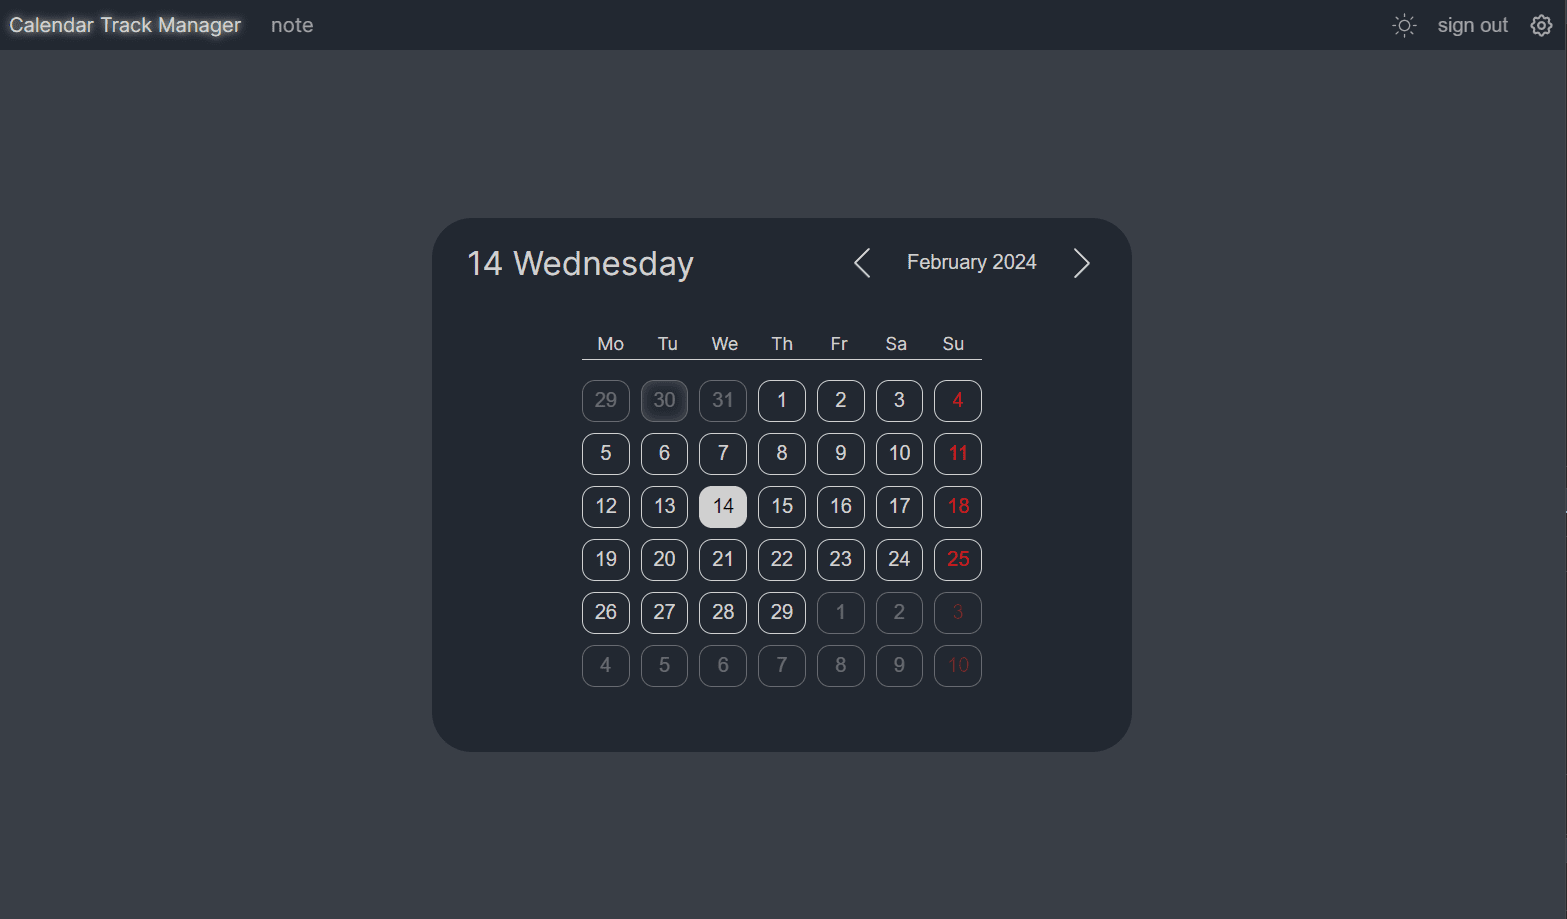 Calendar Track Manager note sign out
14 Wednesday February 2024
Mo Tu We Th Fr Sa Su
29 30 31 1 2 3 4
5 6 7 8 9 10 11
12 13 14 15 16 17 18
19 20 21 22 23 24 25
26 27 28 29 1 2 3
4 5 6 7 8 9 10